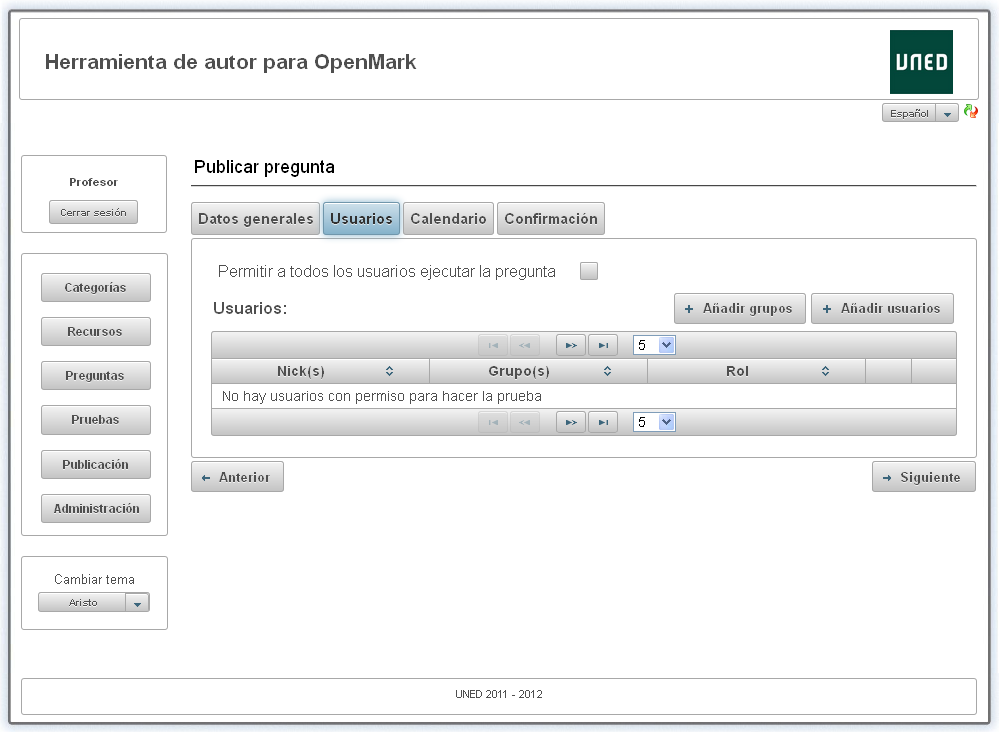 Herramienta de autor para OpenMark
UNED
Español
Profesor
Cerrar sesión
Categorías
Recursos
Preguntas
Pruebas
Publicación
Administración
Cambiar tema
Aristo
Publicar pregunta
Datos generales Usuarios Calendario Confirmación
Permitir a todos los usuarios ejecutar la pregunta
Usuarios: Añadir grupos Añadir usuarios
5
Nick(s) Grupo(s) Rol
No hay usuarios con permiso para hacer la prueba
5
Anterior Siguiente
UNED 2011 - 2012